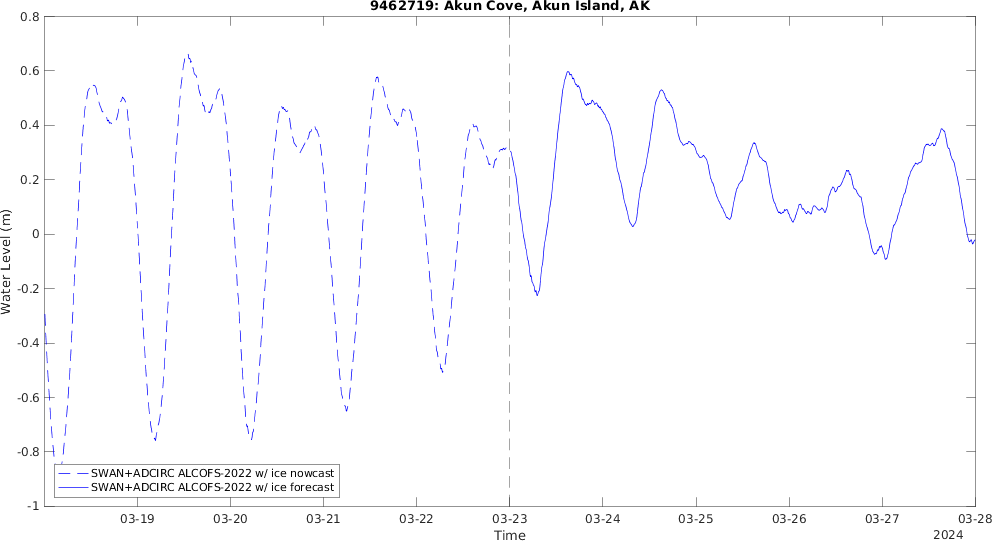 9462719: Akun Cove, Akun Island, AK
0.8
0.6
0.4
0.2
0
-0.2
-0.4
-0.6
-0.8
-1
Water Level (m)
SWAN+ADCIRC ALCOFS-2022 w/ ice nowcast
SWAN+ADCIRC ALCOFS-2022 w/ ice forecast
03-19 03-20 03-21 03-22 03-23 03-24 03-25 03-26 03-27 03-28
Time
2024